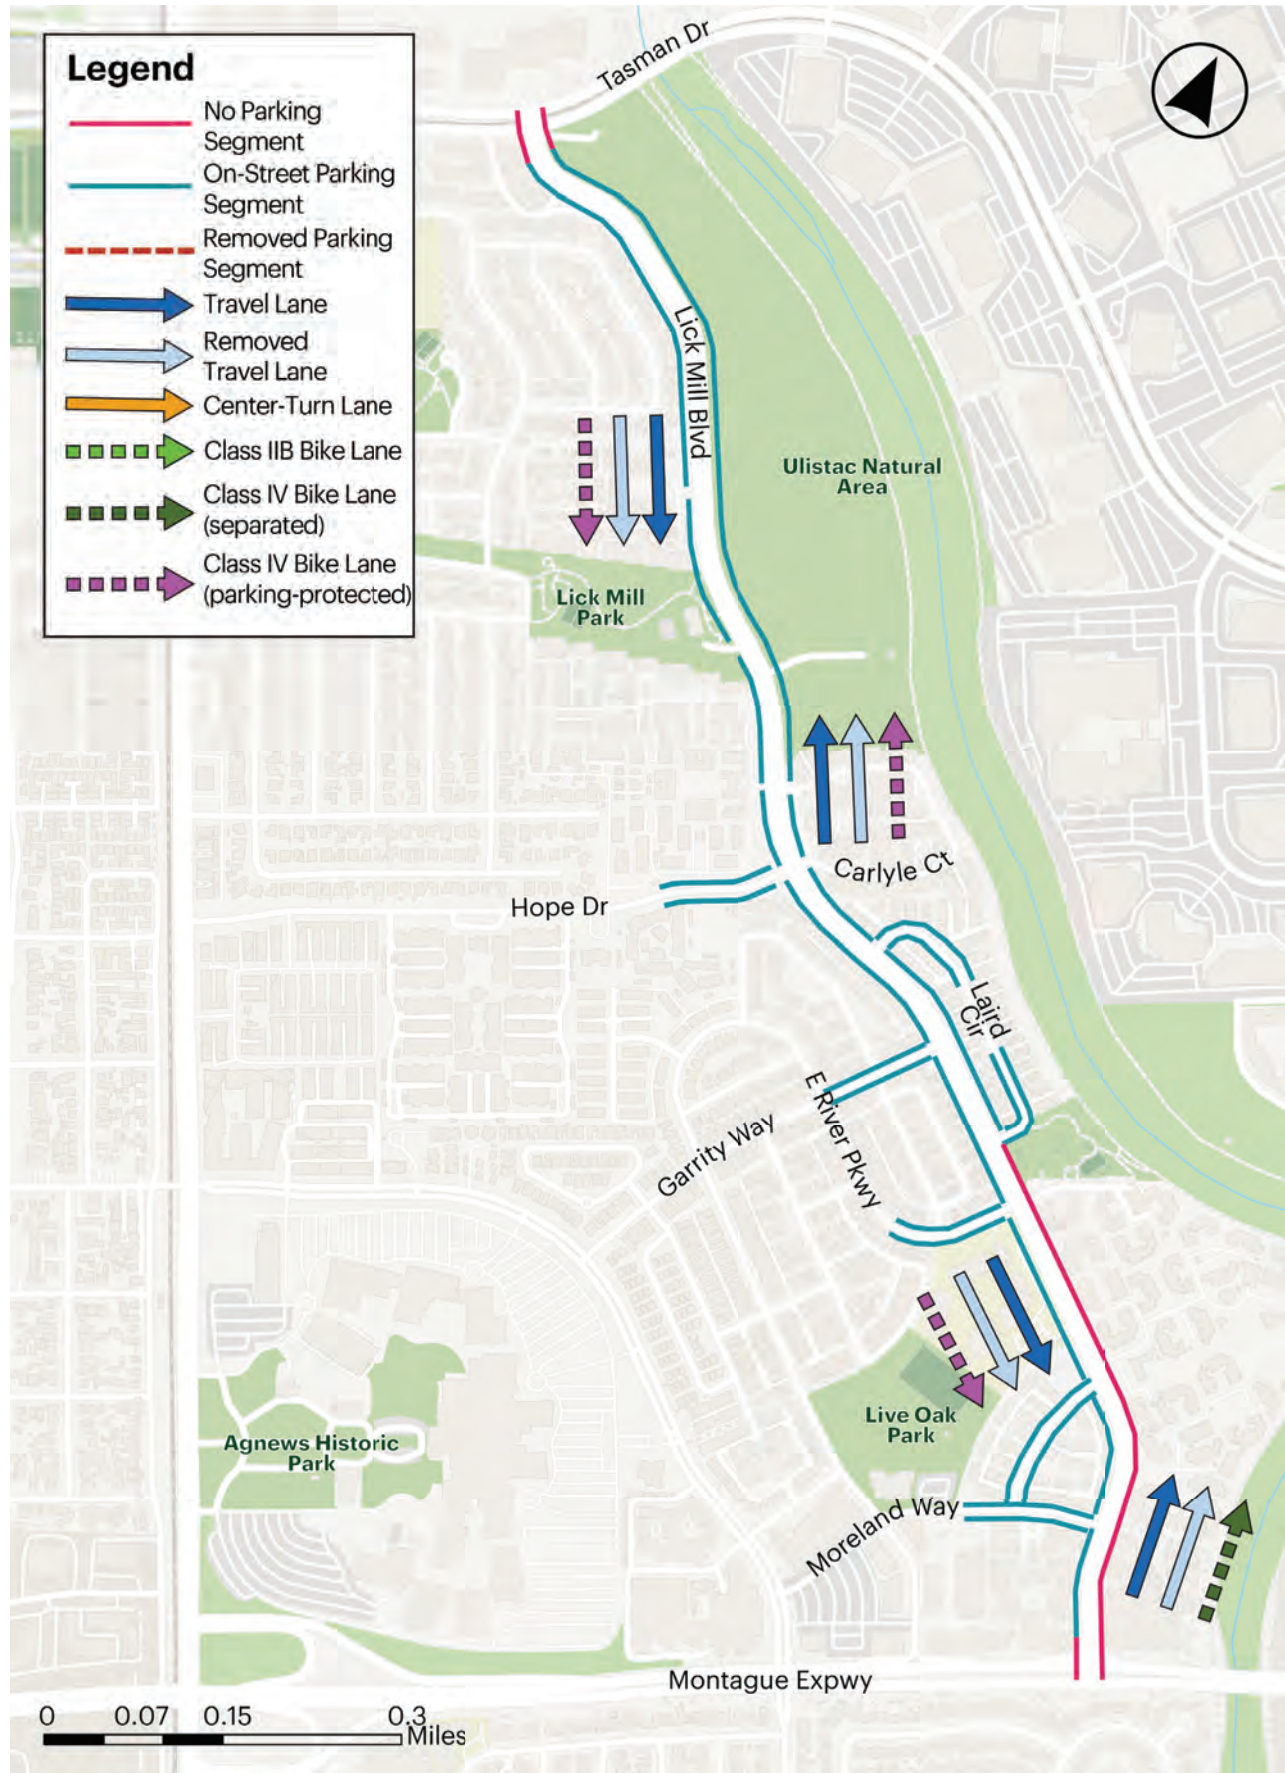 Legend
No Parking
Segment
On-Street Parking
Segment
Removed Parking
Segment
Travel Lane
Removed
Travel Lane
Center-Turn Lane
Class IIB Bike Lane
Class IV Bike Lane
(separated)
Class IV Bike Lane
(parking-protected)
Tasman Dr
Lick Mill Blvd
Ulistac Natural
Area
Lick Mill
Park
Carlyle Ct
Hope Dr
Laird
Cir
E River Pkwy
Garrity Way
Live Oak
Park
Agnews Historic
Park
Moreland Way
Montague Expwy
0 0.07 0.15 0.3
Miles